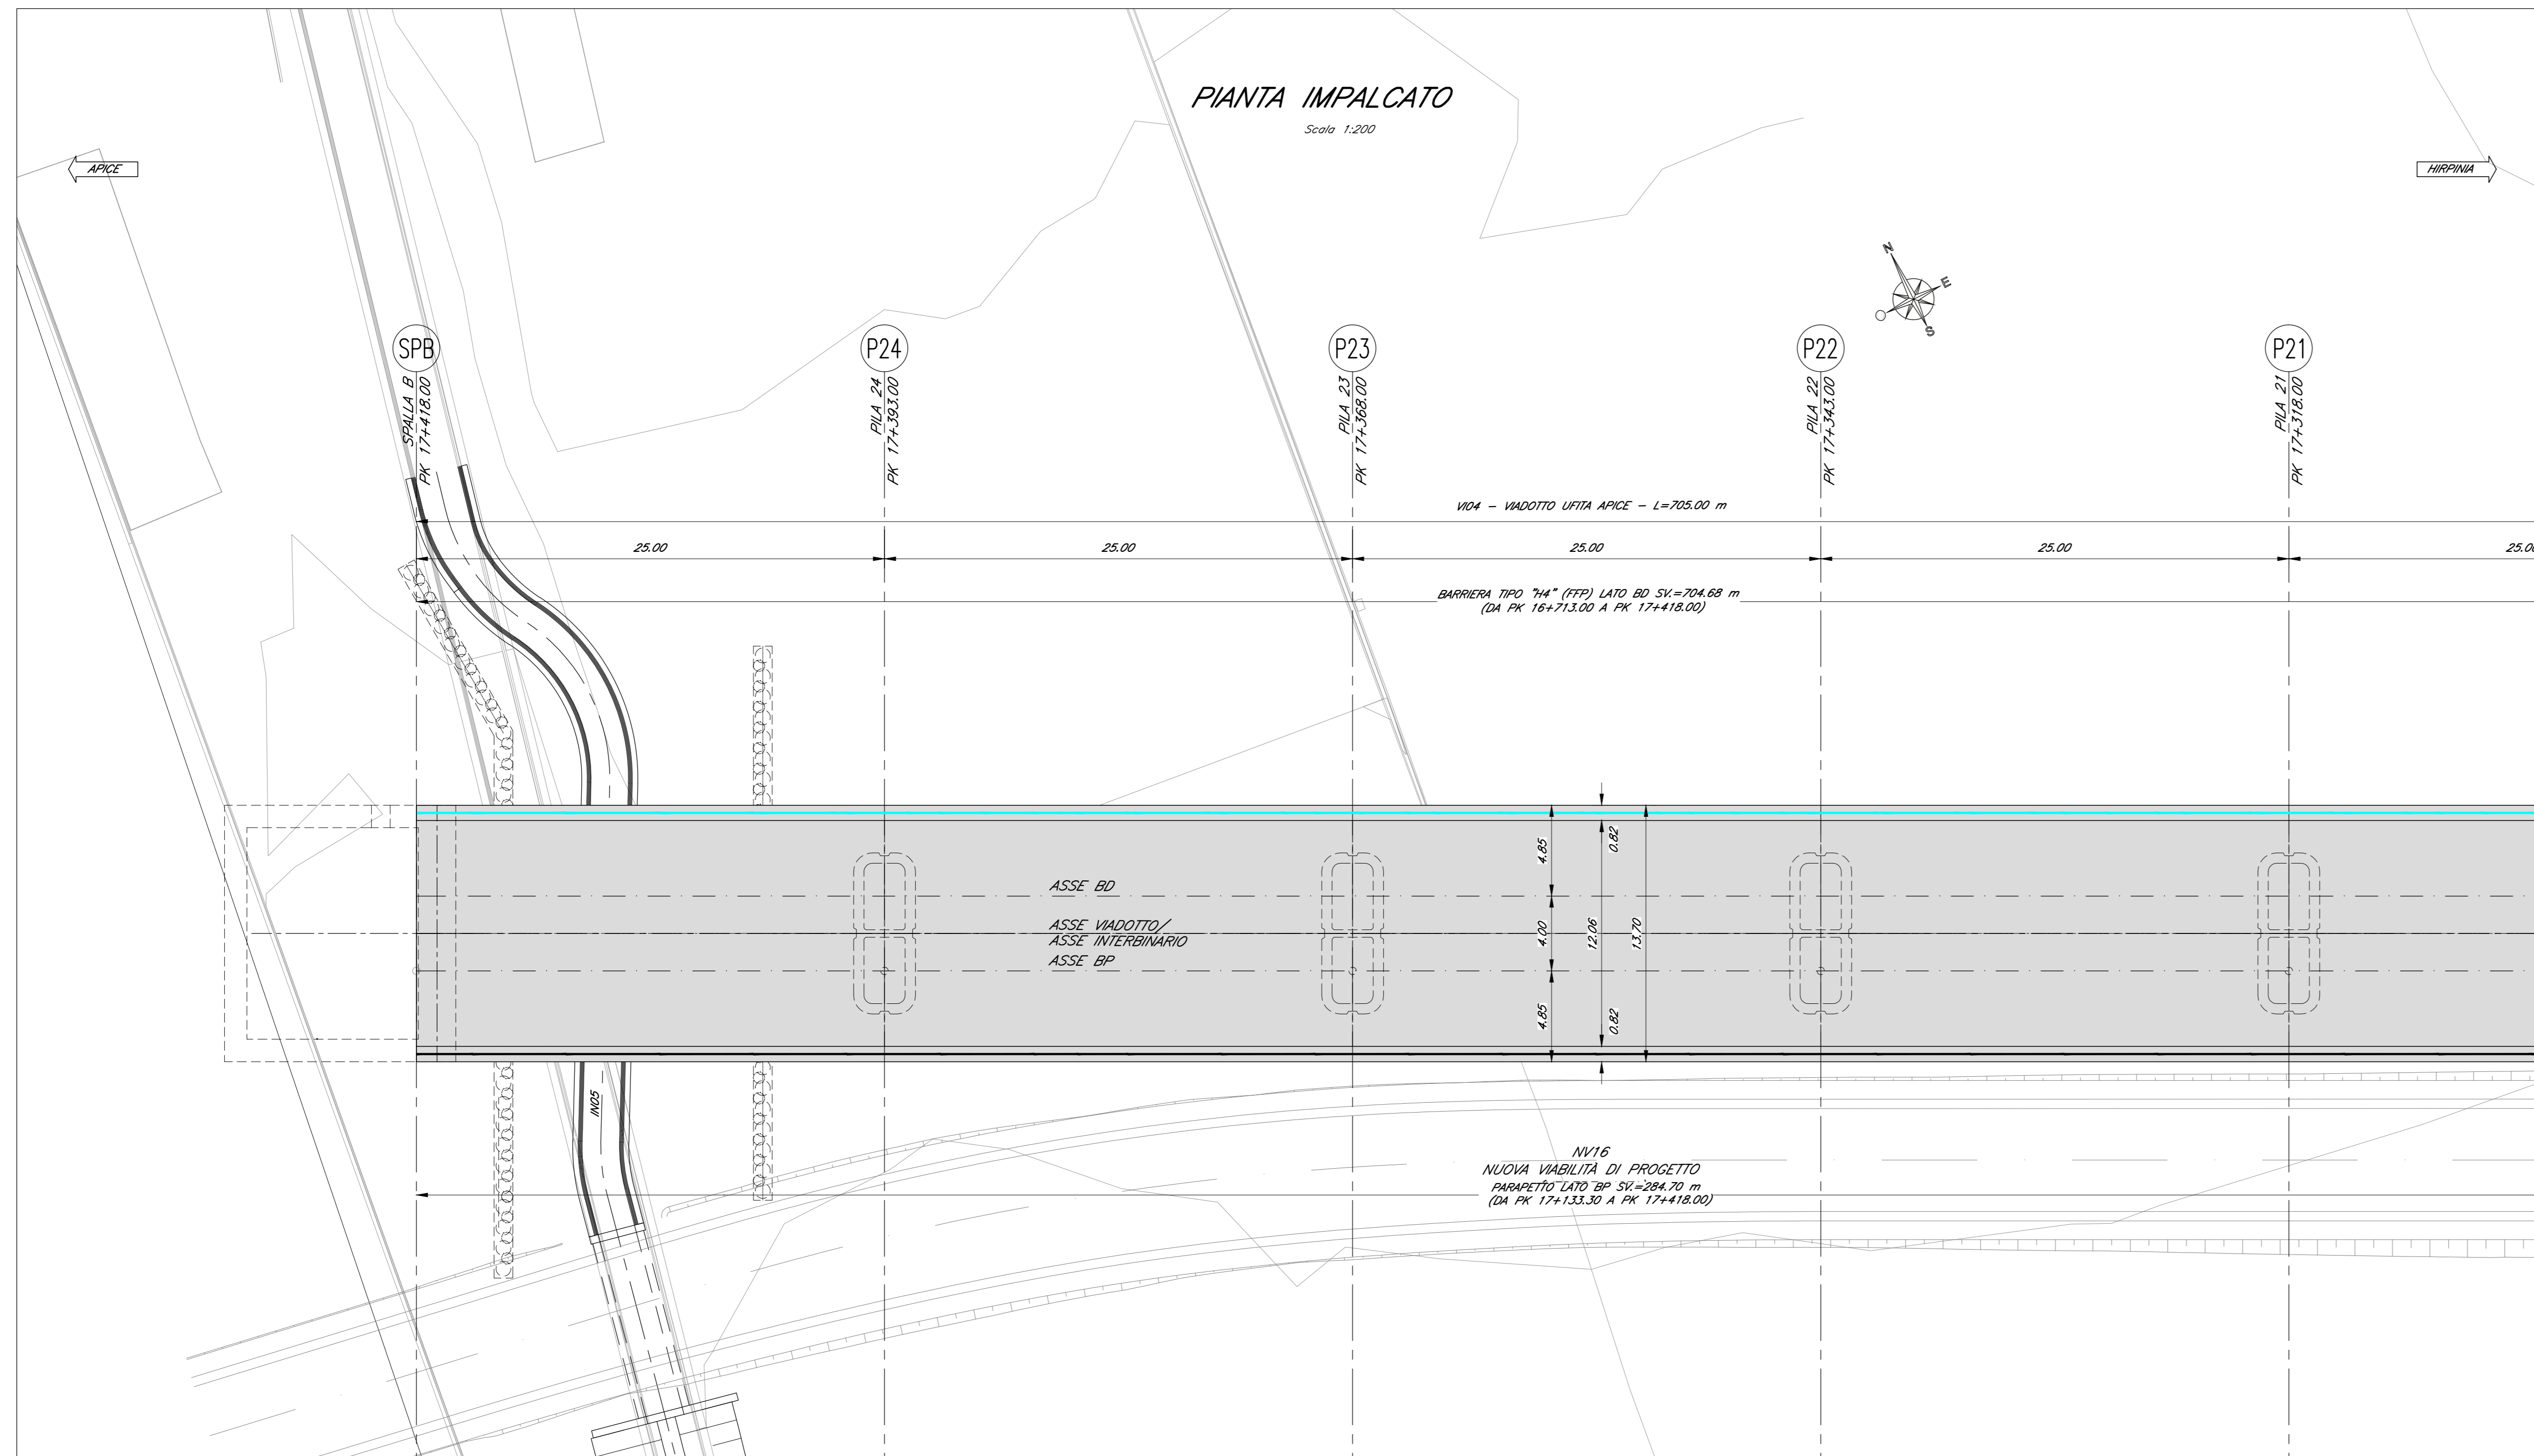 PIANTA IMPALCATO
Scala 1:200
APICE
HIRPINIA
N
E
S
O
SPB
P24
P23
P22
P21
SPALLA B
PK 17+418.00
PILA 24
PK 17+393.00
PILA 23
PK 17+368.00
PILA 22
PK 17+343.00
PILA 21
PK 17+318.00
VI04 - VIADOTTO UFITA APICE - L=705.00 m
25.00
25.00
25.00
25.00
BARRIERA TIPO "H4" (FFP) LATO BD SV.=704.68 m
(DA PK 16+713.00 A PK 17+418.00)
4.85
0.82
ASSE BD
ASSE VIADOTTO/
ASSE INTERBINARIO
ASSE BP
4.00
12.06
13.70
4.85
0.82
IN05
NV16
NUOVA VIABILITÀ DI PROGETTO
PARAPETTO LATO BP SV.=284.70 m
(DA PK 17+133.30 A PK 17+418.00)